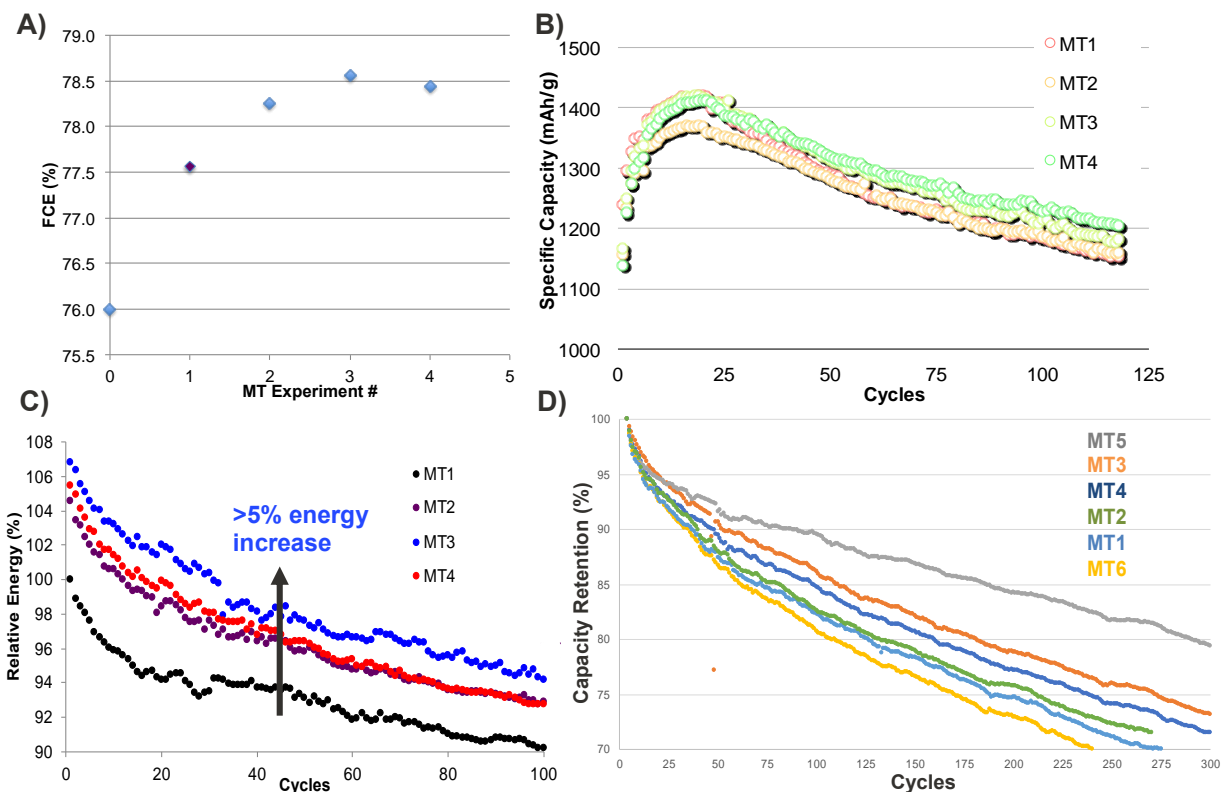 A)
79.0
78.5
78.0
77.5
77.0
76.5
76.0
75.5
FCE (%)
0 1 2 3 4 5
MT Experiment #
B)
1500
1400
1300
1200
1100
1000
Specific Capacity (mAh/g)
0 25 50 75 100 125
Cycles
MT1
MT2
MT3
MT4
C)
108
106
104
102
100
98
96
94
92
90
Relative Energy (%)
0 20 40 60 80 100
Cycles
>5% energy
increase
MT1
MT2
MT3
MT4
D)
100
95
90
85
80
75
70
Capacity Retention (%)
0 25 50 75 100 125 150 175 200 225 250 275 300
Cycles
MT5
MT3
MT4
MT2
MT1
MT6